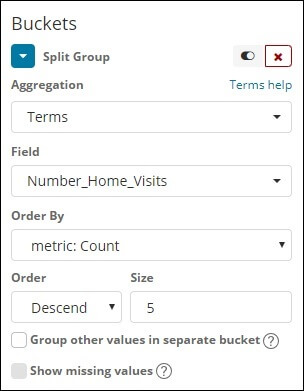 Buckets
Split Group
Aggregation Terms help
Terms
Field
Number_Home_Visits
Order By
metric: Count
Order Size
Descend 5
Group other values in separate bucket ?
Show missing values ?